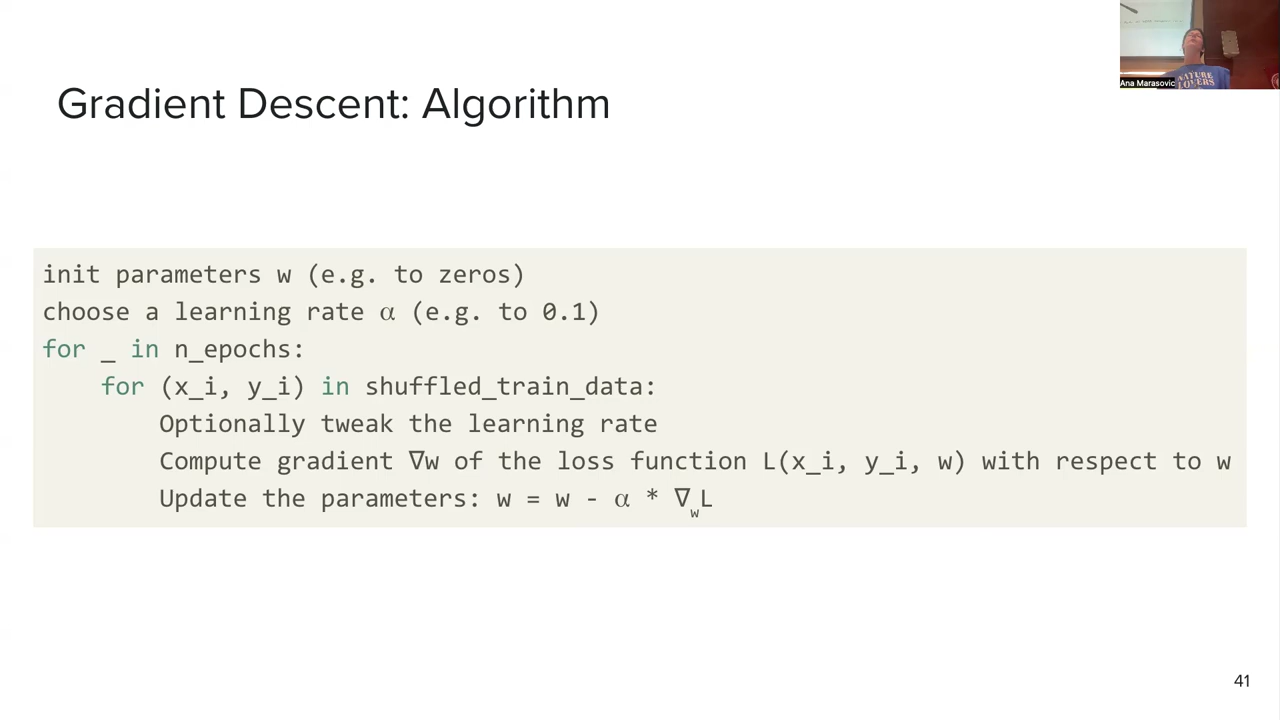 Ana Marasovic
NATURE
LOVERS
Gradient Descent: Algorithm
init parameters w (e.g. to zeros)
choose a learning rate α (e.g. to 0.1)
for _ in n_epochs:
    for (x_i, y_i) in shuffled_train_data:
        Optionally tweak the learning rate
        Compute gradient ∇w of the loss function L(x_i, y_i, w) with respect to w
        Update the parameters: w = w - α * ∇wL
41